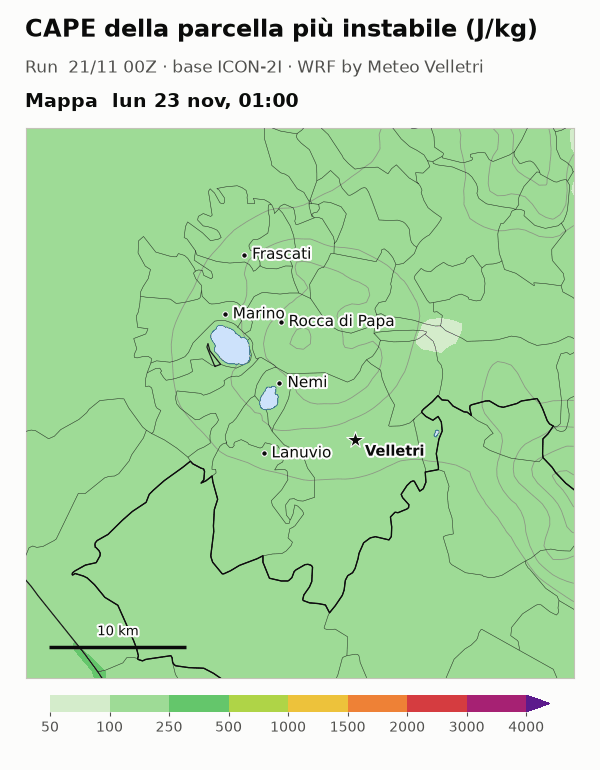 CAPE della parcella più instabile (J/kg)
Run  21/11 00Z · base ICON-2I · WRF by Meteo Velletri
Mappa  lun 23 nov, 01:00
Frascati
Marino
Rocca di Papa
Nemi
Velletri
Lanuvio
10 km
50 100 250 500 1000 1500 2000 3000 4000